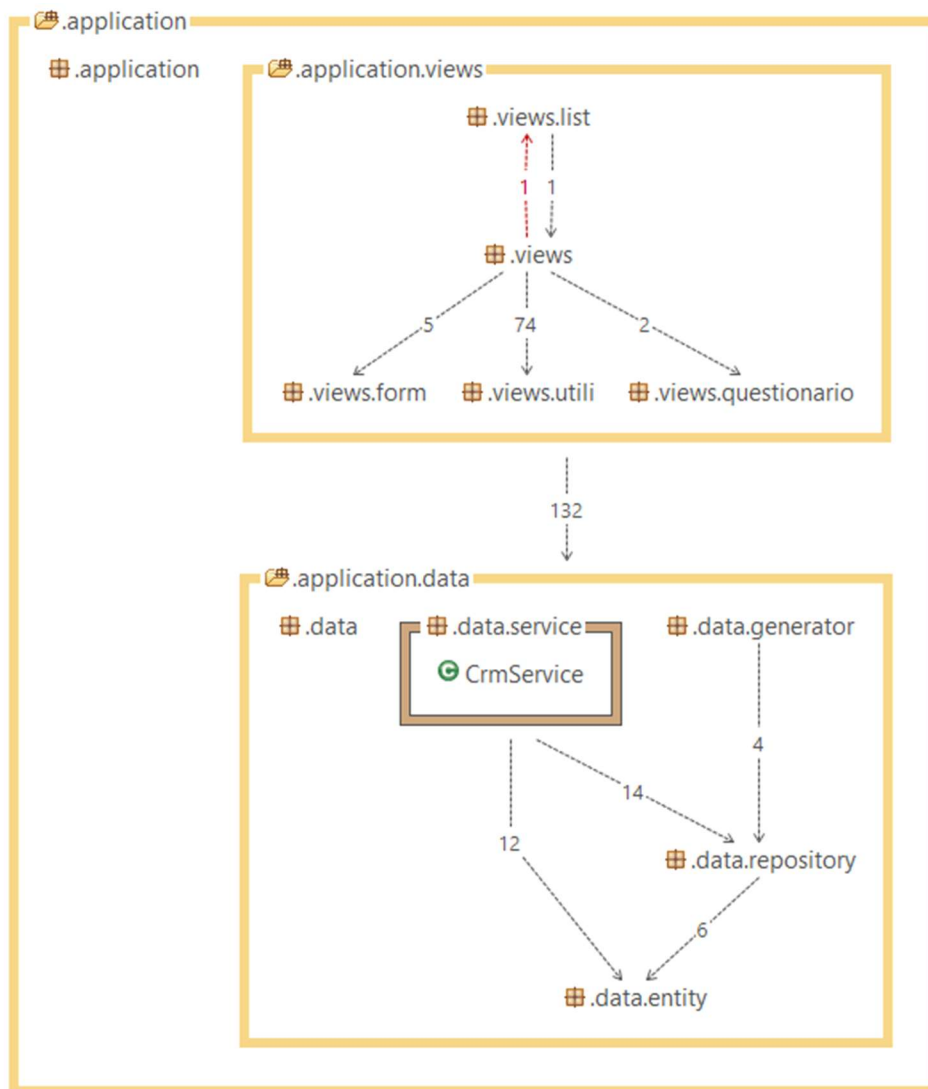 .application
.application
.application.views
.views.list
1
1
.views
5
74
2
.views.form
.views.utili
.views.questionario
132
.application.data
.data
.data.service
.data.generator
CrmService
4
14
12
.data.repository
6
.data.entity